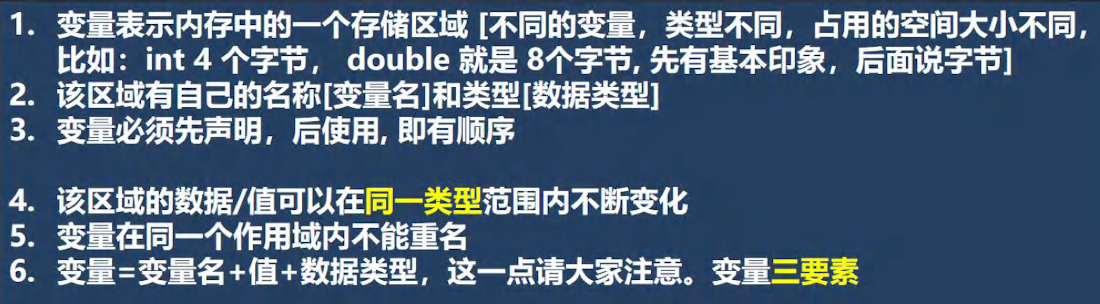 1. 变量表示内存中的一个存储区域 [不同的变量，类型不同，占用的空间大小不同，
比如：int 4 个字节， double 就是 8个字节, 先有基本印象，后面说字节]
2. 该区域有自己的名称[变量名]和类型[数据类型]
3. 变量必须先声明，后使用, 即有顺序
4. 该区域的数据/值可以在同一类型范围内不断变化
5. 变量在同一个作用域内不能重名
6. 变量=变量名+值+数据类型，这一点请大家注意。变量三要素